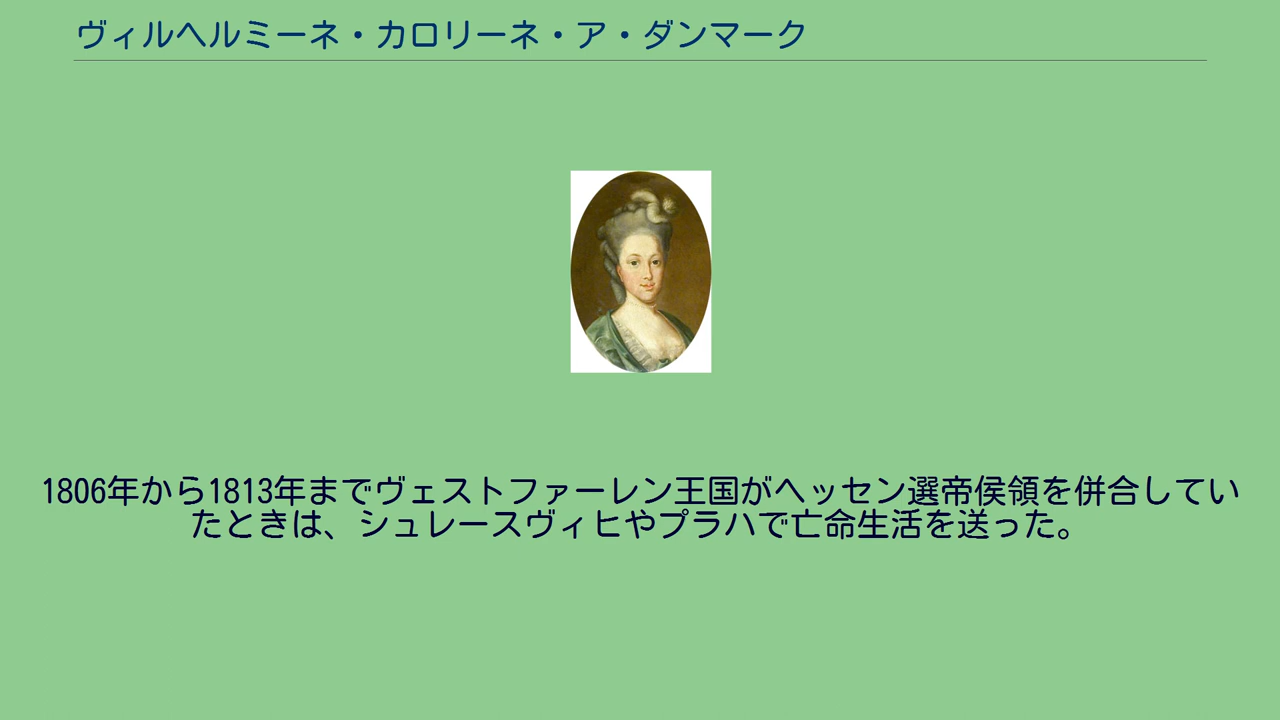 ヴィルヘルミーネ・カロリーネ・ア・ダンマーク
1806年から1813年までヴェストファーレン王国がヘッセン選帝侯領を併合してい
たときは、シュレースヴィヒやプラハで亡命生活を送った。